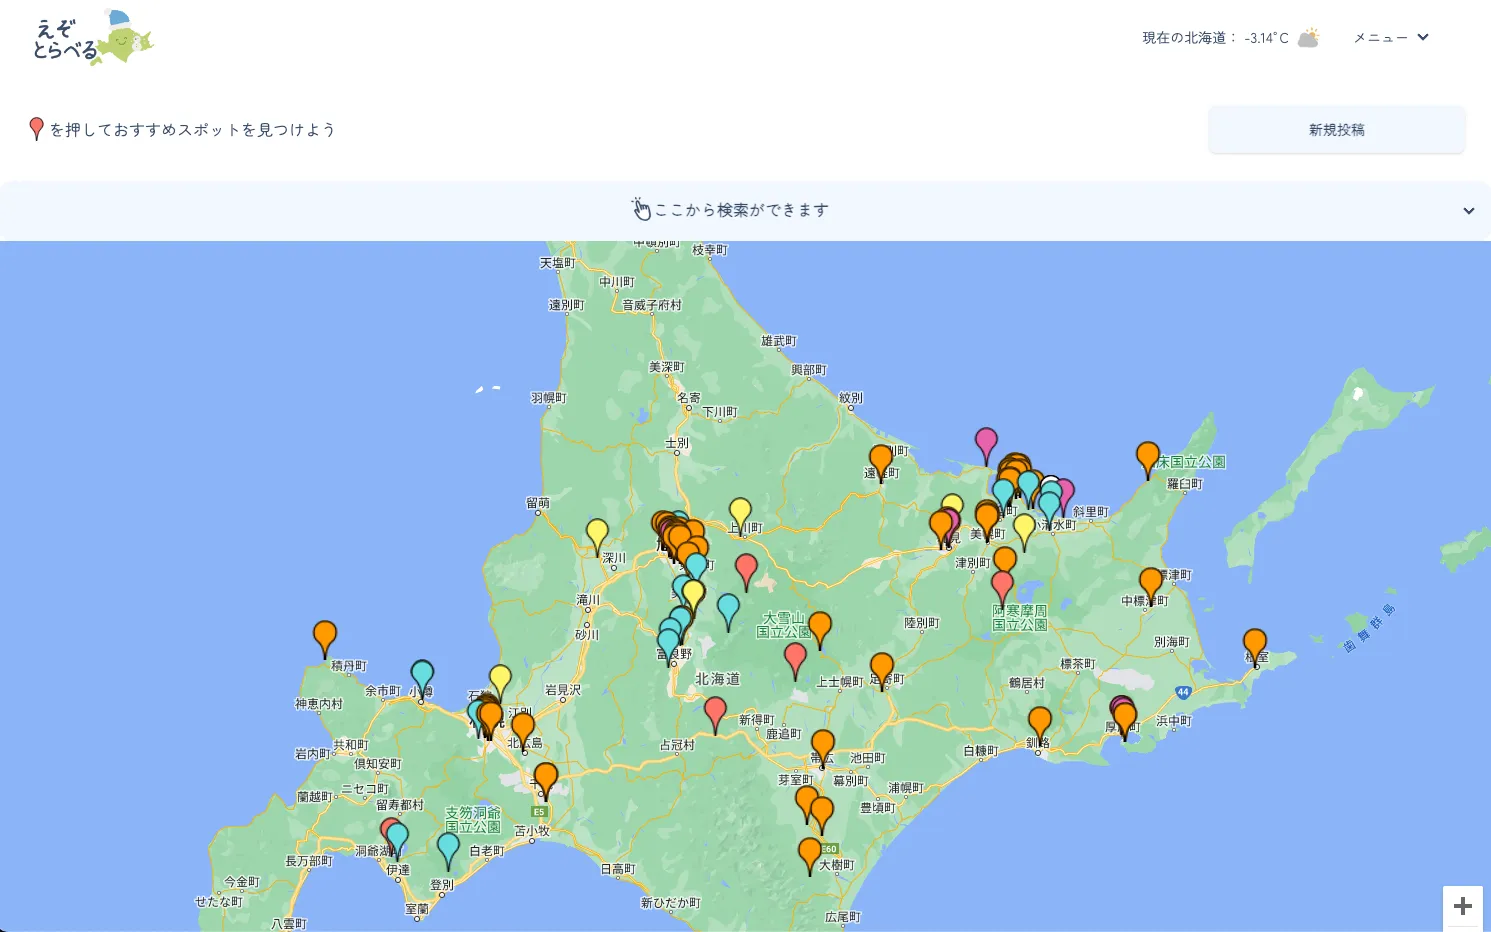 えぞ
とらべる
現在の北海道： -3.14°C
メニュー
を押しておすすめスポットを見つけよう
新規投稿
ここから検索ができます
枝幸町
天塩町
中川町
遠別町
音威子府村
雄武町
美深町
興部町
羽幌町
名寄
下川町
紋別
士別
国立公園
羅臼町
留萌
斜里町
小清水町
上川町
美幌町
深川
津別町
標津町
滝川
中標津町
大雪山
国立公園
阿寒摩周
国立公園
陸別町
歯舞群島
砂川
別海町
富良野
積丹町
標茶町
北海道
上士幌町
足寄町
鶴居村
余市町
岩見沢
44
神恵内村
江別
新得町
鹿追町
浜中町
共和町
岩内町
北広島
占冠村
釧路
白糠町
倶知安町
帯広
池田町
芽室町
幕別町
浦幌町
ニセコ町
蘭越町
留寿都村
豊頃町
支笏洞爺
国立公園
E5
苫小牧
E60
長万部町
白老町
伊達
日高町
大樹町
今金町
登別
せたな町
新ひだか町
室蘭
広尾町
八雲町